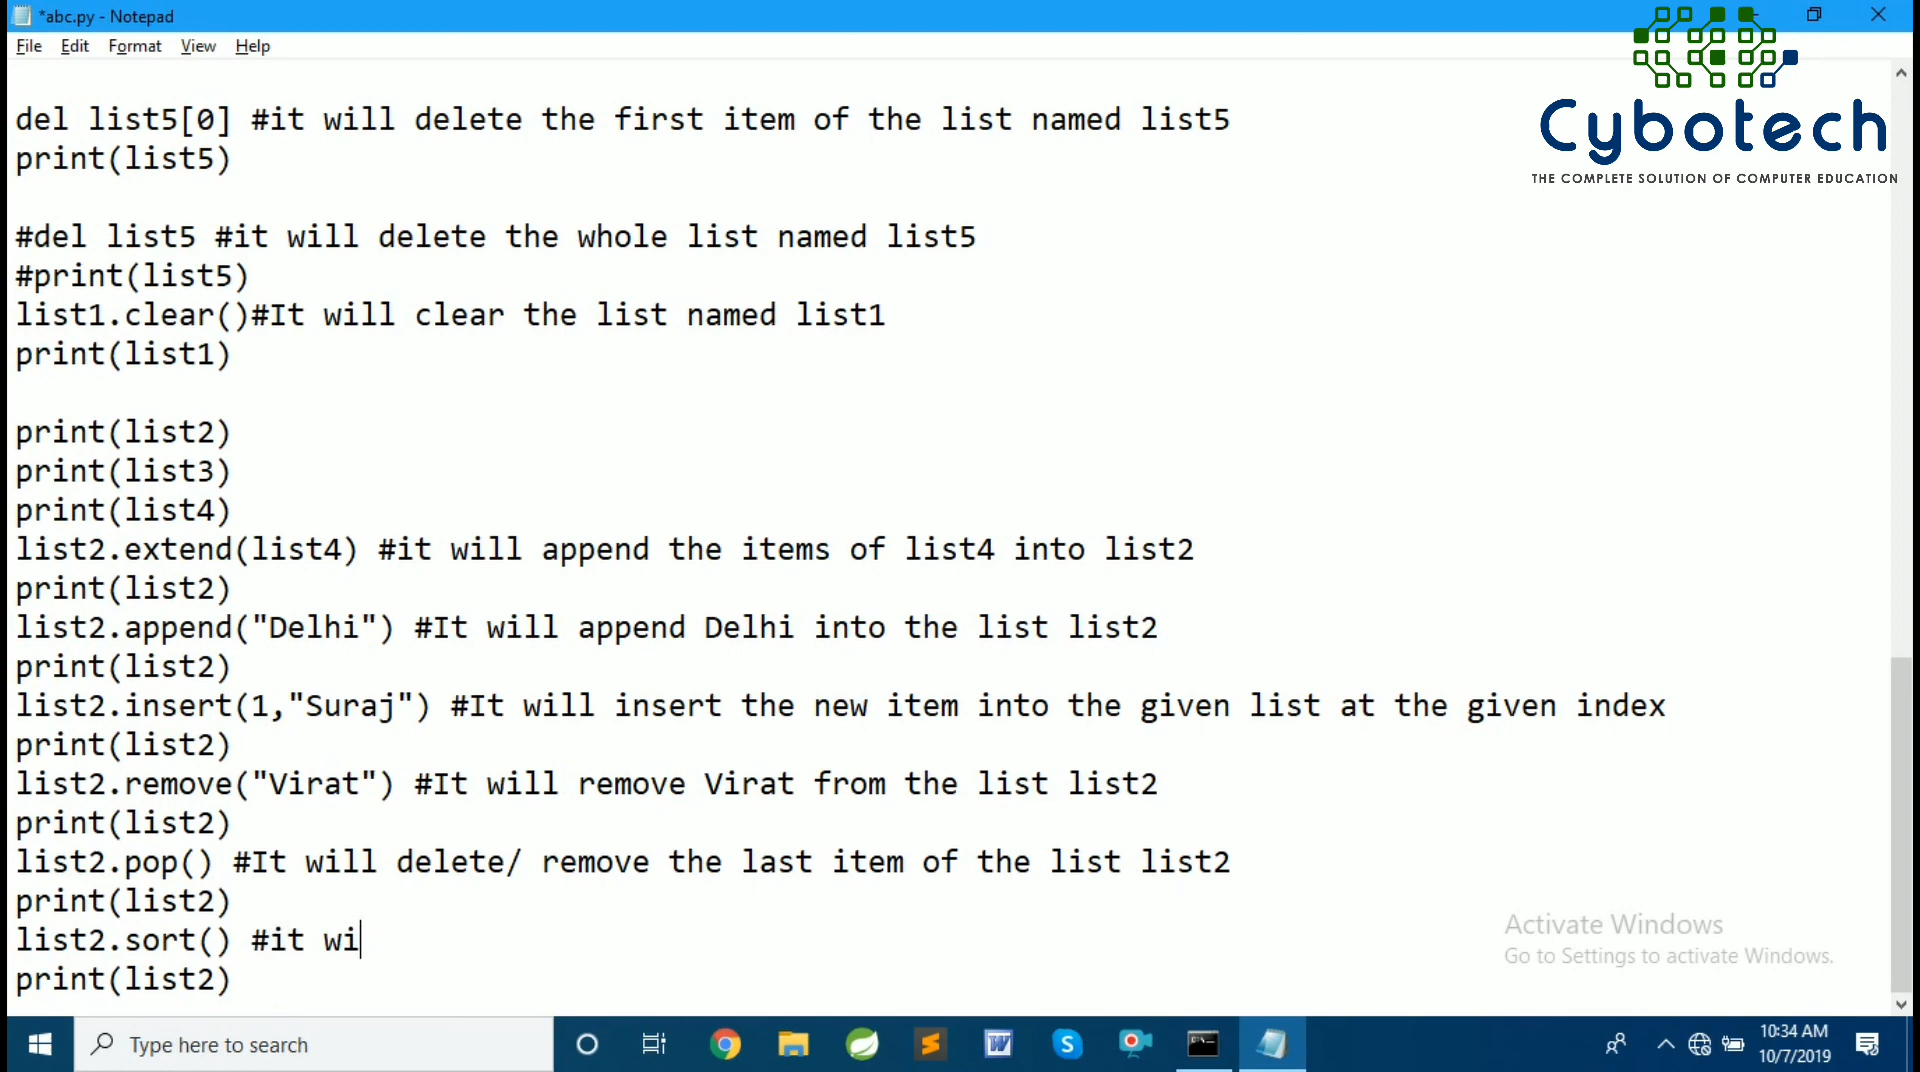 *abc.py - Notepad
File Edit Format View Help
Cybotech
THE COMPLETE SOLUTION OF COMPUTER EDUCATION
del list5[0] #it will delete the first item of the list named list5
print(list5)
#del list5 #it will delete the whole list named list5
#print(list5)
list1.clear()#It will clear the list named list1
print(list1)
print(list2)
print(list3)
print(list4)
list2.extend(list4) #it will append the items of list4 into list2
print(list2)
list2.append("Delhi") #It will append Delhi into the list list2
print(list2)
list2.insert(1,"Suraj") #It will insert the new item into the given list at the given index
print(list2)
list2.remove("Virat") #It will remove Virat from the list list2
print(list2)
list2.pop() #It will delete/ remove the last item of the list list2
print(list2)
list2.sort() #it wi
print(list2)
Activate Windows
Go to Settings to activate Windows.
Type here to search
10:34 AM
10/7/2019